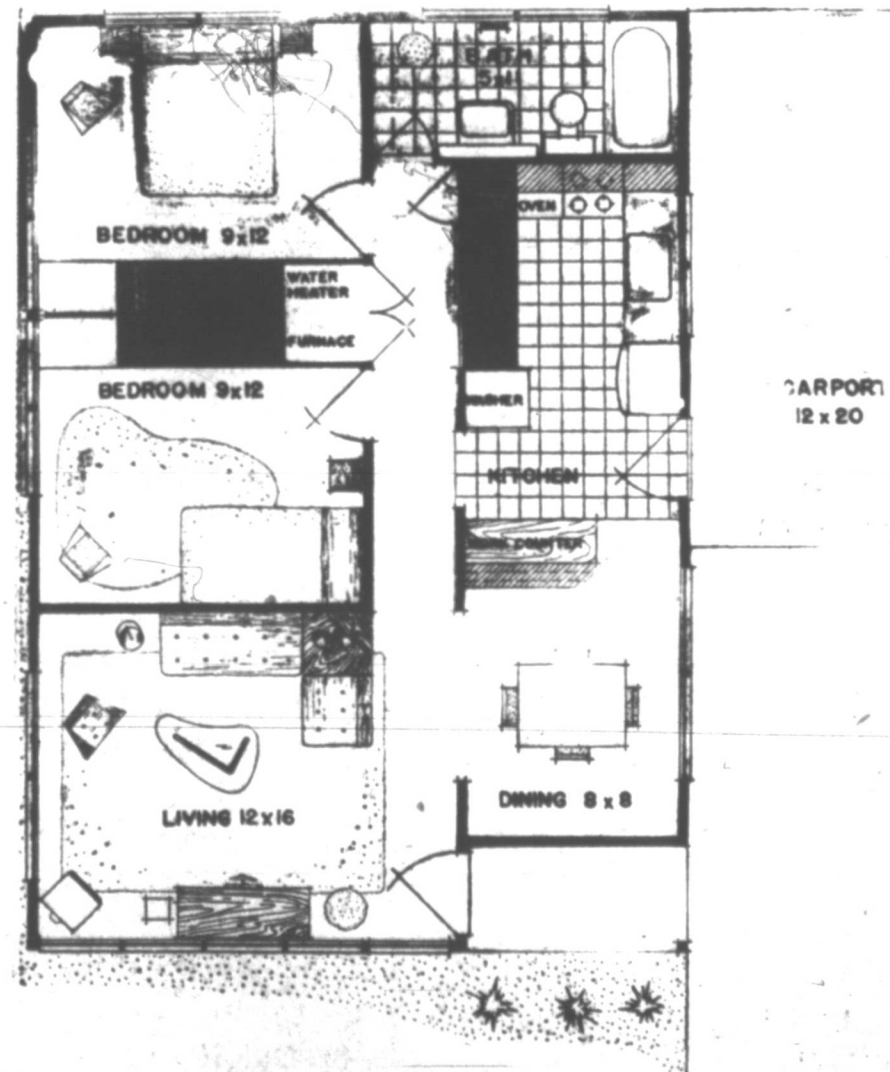 BATH
BEDROOM 9x12
OVEN
WATER
HEATER
FURNACE
BEDROOM 9x12
WASHER
CARPORT
12 x 20
KITCHEN
COUNTER
LIVING 12x16
DINING 8 x 8